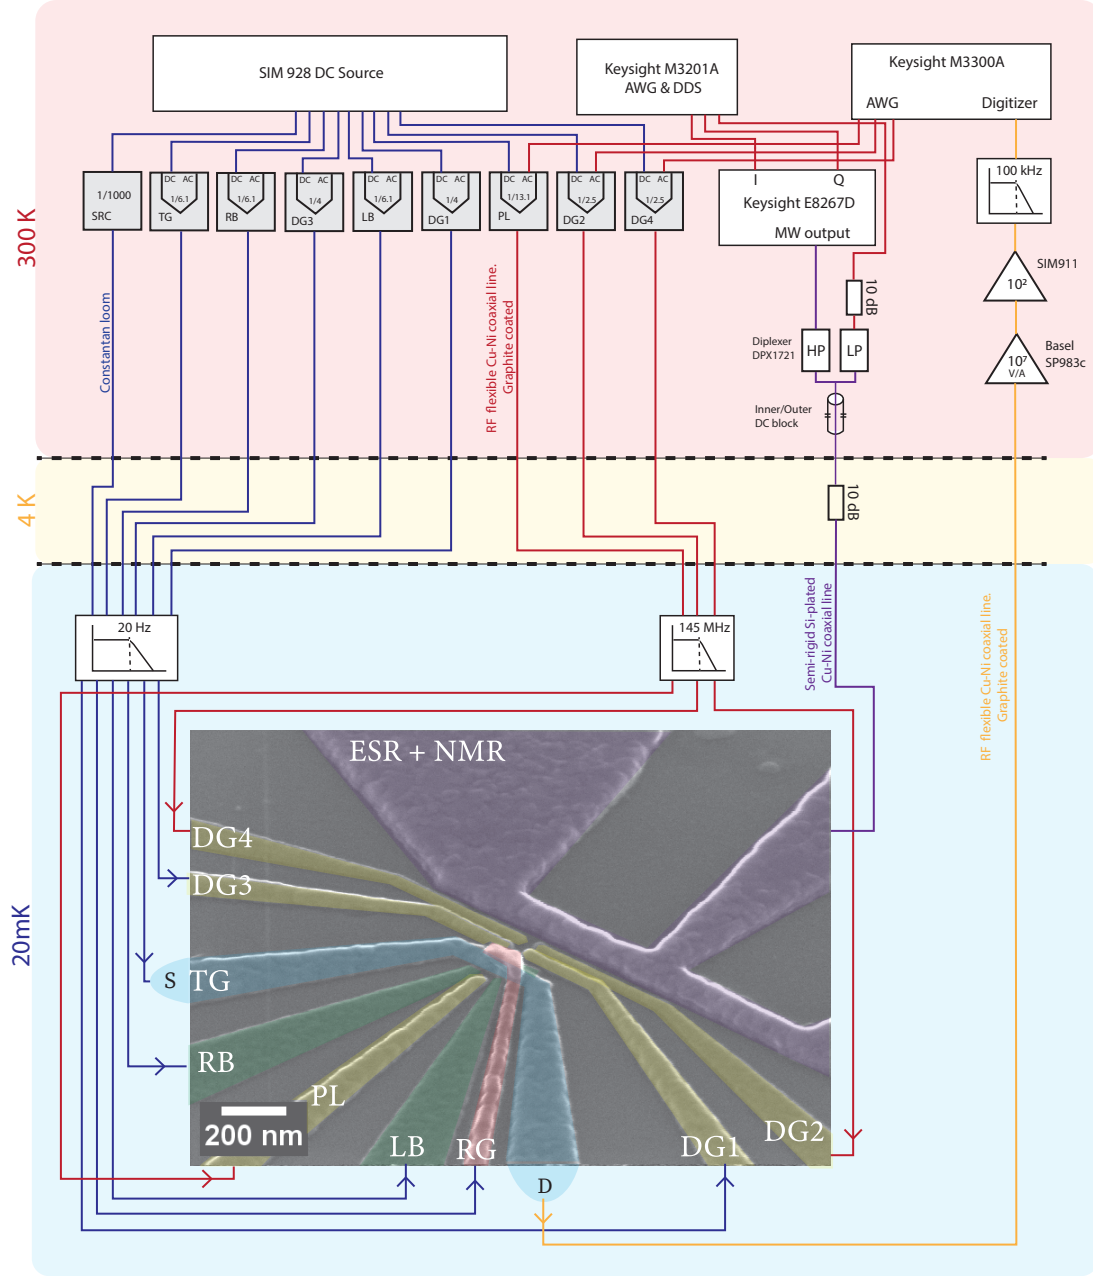 SIM 928 DC Source
Keysight M3201A
AWG & DDS
Keysight M3300A
AWG
Digitizer
300 K
1/1000
SRC
DC AC
1/6.1
TG
DC AC
1/6.1
RB
DC AC
1/4
DG3
DC AC
1/6.1
LB
DC AC
1/4
DG1
DC AC
1/13.1
PL
DC AC
1/2.5
DG2
DC AC
1/2.5
DG4
I
Q
Keysight E8267D
MW output
100 kHz
SIM911
10²
Basel
SP983c
10⁷
V/A
10 dB
Diplexer
DPX1721
HP
LP
Inner/Outer
DC block
Constantan loom
RF flexible Cu-Ni coaxial line.
Graphite coated
4 K
10 dB
20mK
20 Hz
145 MHz
Semi-rigid Si-plated
Cu-Ni coaxial line
RF flexible Cu-Ni coaxial line.
Graphite coated
ESR + NMR
DG4
DG3
S
TG
RB
PL
200 nm
LB
RG
DG1
DG2
D